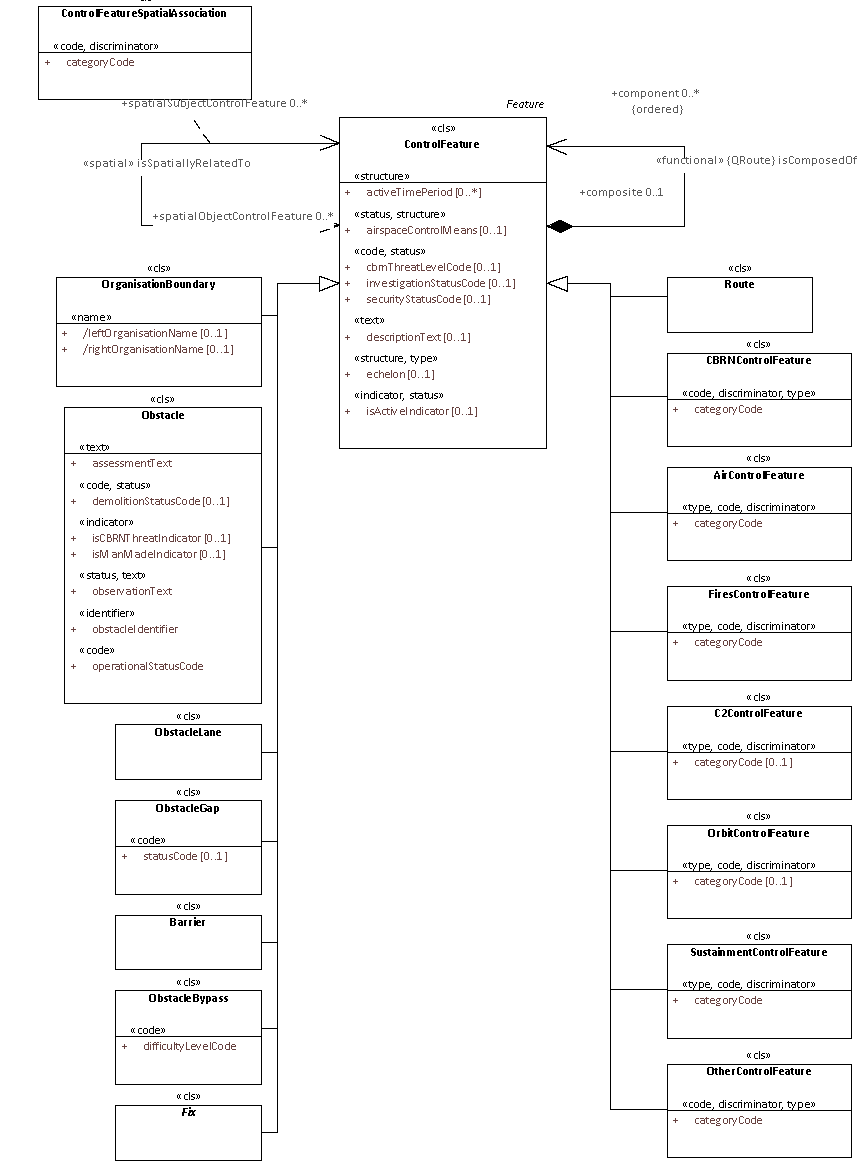 ControlFeatureSpatialAssociation
«code, discriminator»
+ categoryCode
+spatialSubjectControlFeature 0..*
«spatial» isSpatiallyRelatedTo
+spatialObjectControlFeature 0..*
Feature
«cls»
ControlFeature
«structure»
+ activeTimePeriod [0..*]
«status, structure»
+ airspaceControlMeans [0..1]
«code, status»
+ cbrnThreatLevelCode [0..1]
+ investigationStatusCode [0..1]
+ securityStatusCode [0..1]
«text»
+ descriptionText [0..1]
«structure, type»
+ echelon [0..1]
«indicator, status»
+ isActiveIndicator [0..1]
+component 0..*
{ordered}
«functional» {QRoute} isComposedOf
+composite 0..1
«cls»
OrganisationBoundary
«name»
+ /leftOrganisationName [0..1]
+ /rightOrganisationName [0..1]
«cls»
Obstacle
«text»
+ assessmentText
«code, status»
+ demolitionStatusCode [0..1]
«indicator»
+ isCBRNThreatIndicator [0..1]
+ isManMadeIndicator [0..1]
«status, text»
+ observationText
«identifier»
+ obstacleIdentifier
«code»
+ operationalStatusCode
«cls»
ObstacleLane
«cls»
ObstacleGap
«code»
+ statusCode [0..1]
«cls»
Barrier
«cls»
ObstacleBypass
«code»
+ difficultyLevelCode
«cls»
Fix
«cls»
Route
«cls»
CBRNControlFeature
«code, discriminator, type»
+ categoryCode
«cls»
AirControlFeature
«type, code, discriminator»
+ categoryCode
«cls»
FiresControlFeature
«type, code, discriminator»
+ categoryCode
«cls»
C2ControlFeature
«type, code, discriminator»
+ categoryCode [0..1]
«cls»
OrbitControlFeature
«type, code, discriminator»
+ categoryCode [0..1]
«cls»
SustainmentControlFeature
«type, code, discriminator»
+ categoryCode
«cls»
OtherControlFeature
«code, discriminator, type»
+ categoryCode